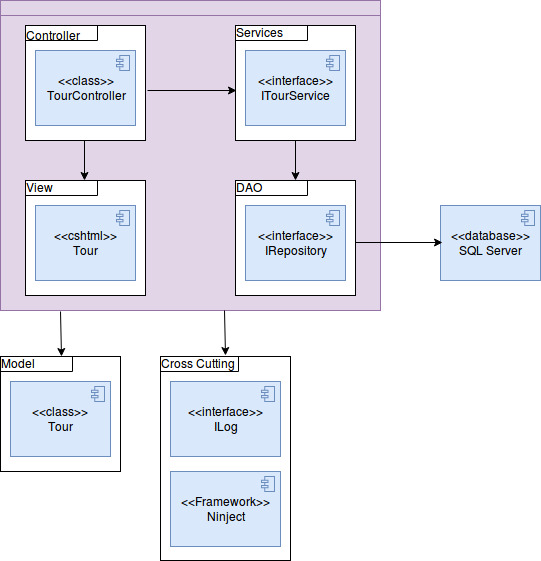 Controller
<<class>>
TourController
Services
<<interface>>
ITourService
View
<<cshtml>>
Tour
DAO
<<interface>>
IRepository
<<database>>
SQL Server
Model
<<class>>
Tour
Cross Cutting
<<interface>>
ILog
<<Framework>>
Ninject